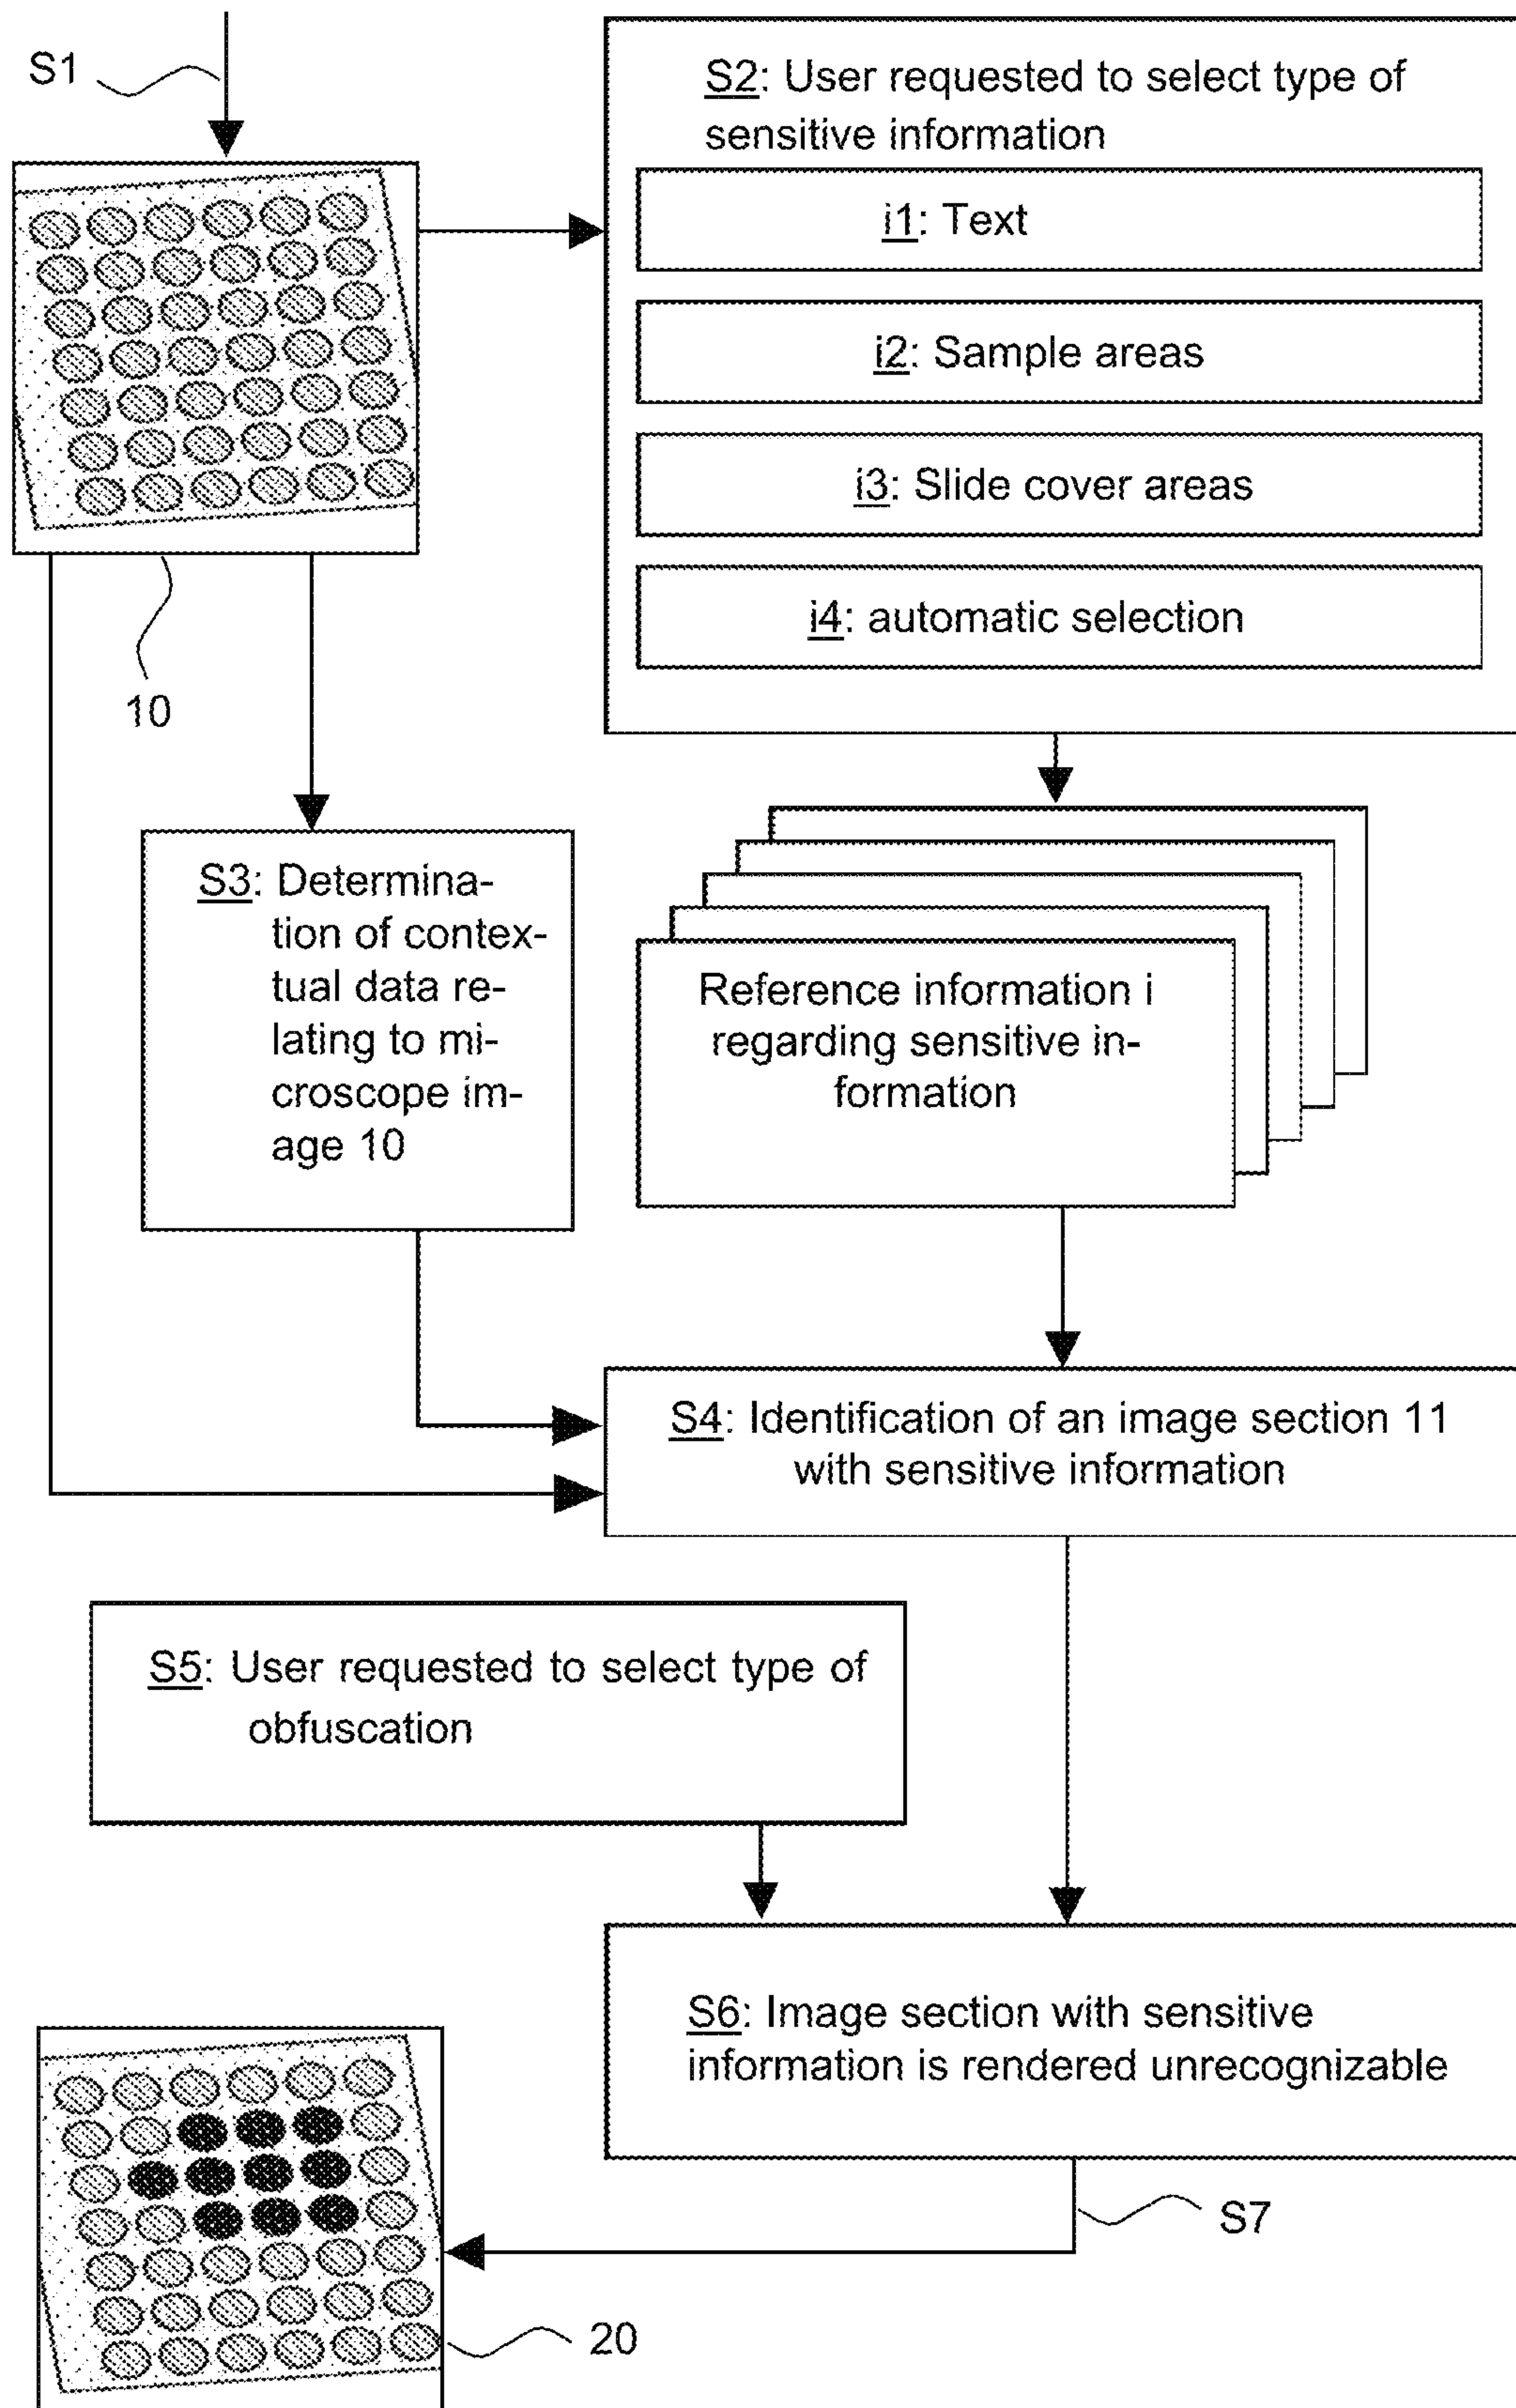 S1
S2: User requested to select type of
sensitive information
i1: Text
i2: Sample areas
i3: Slide cover areas
i4: automatic selection
10
S3: Determina-
tion of contex-
tual data re-
lating to mi-
croscope im-
age 10
Reference information i
regarding sensitive in-
formation
S4: Identification of an image section 11
with sensitive information
S5: User requested to select type of
obfuscation
S6: Image section with sensitive
information is rendered unrecognizable
S7
20